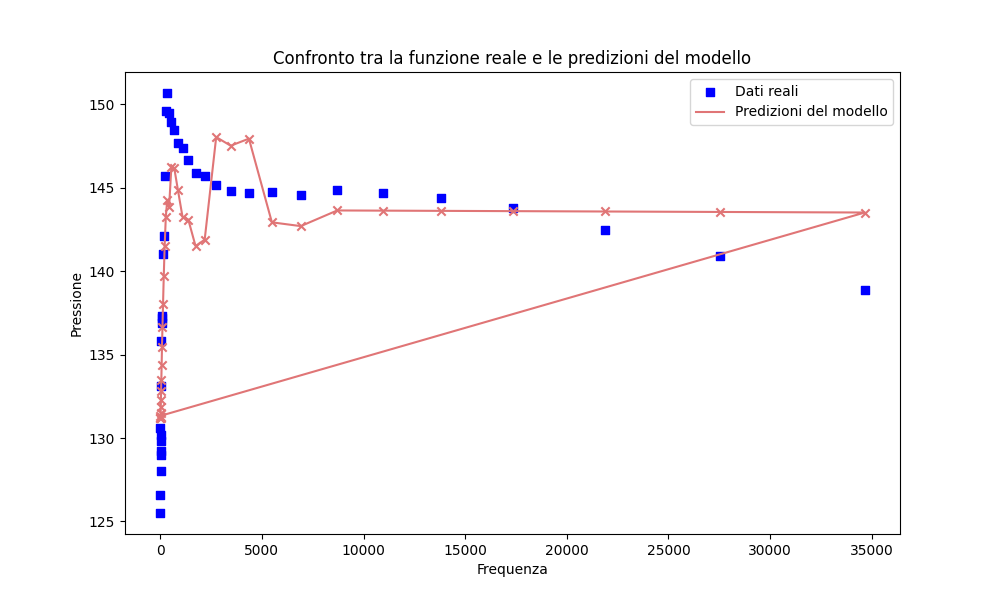 Confronto tra la funzione reale e le predizioni del modello
Dati reali
Predizioni del modello
Pressione
150
145
140
135
130
125
0 5000 10000 15000 20000 25000 30000 35000
Frequenza